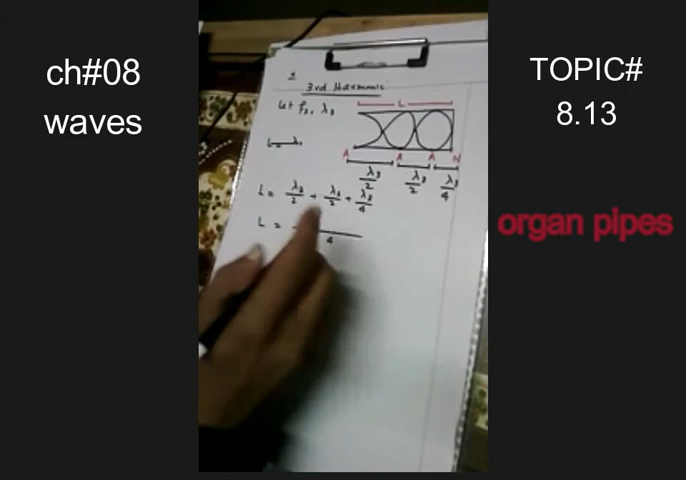 ch#08
waves
TOPIC#
8.13
organ pipes
3rd Harmonic
let f₃, λ₃
L
A A A N
λ₃/2 λ₃/2 λ₃/4
L = λ₃/2 + λ₃/2 + λ₃/4
L = 4